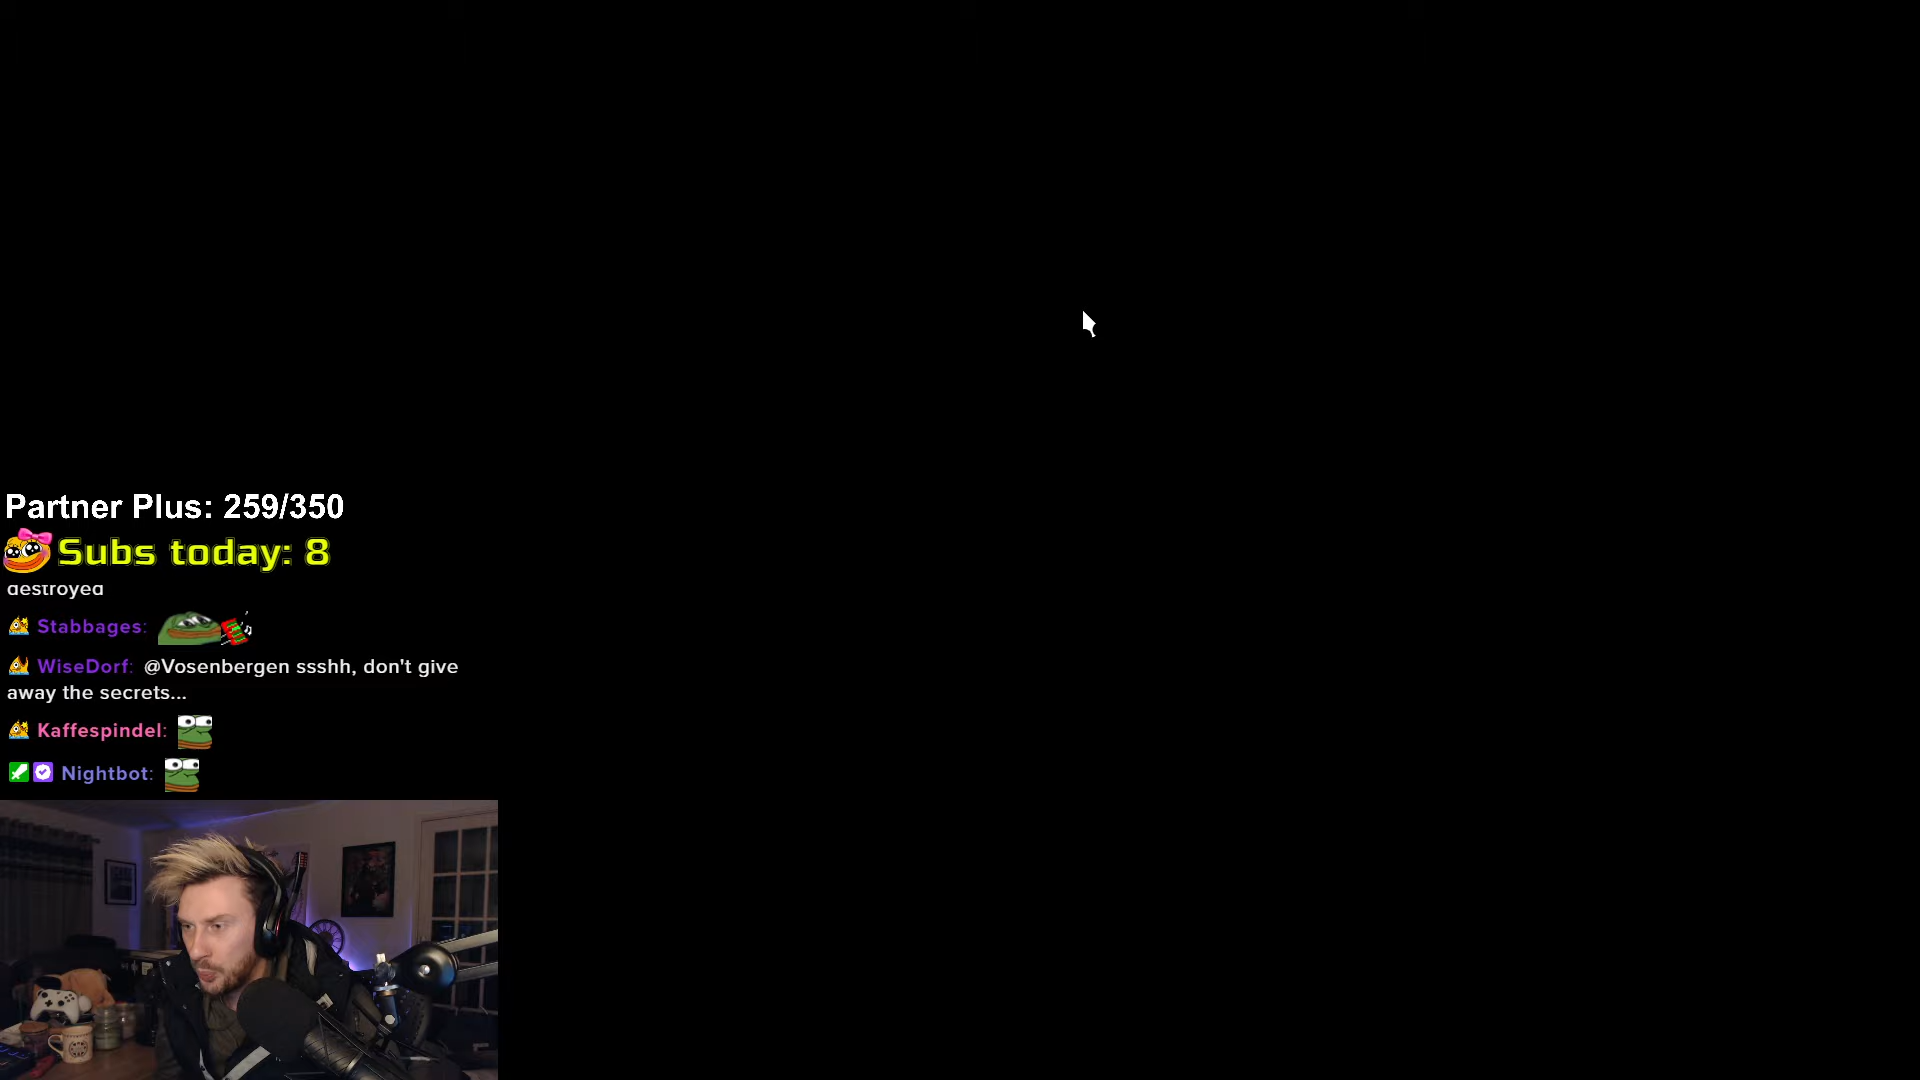 Partner Plus: 259/350
Subs today: 8
destroyed
Stabbages:
WiseDorf: @Vosenbergen ssshh, don't give
away the secrets...
Kaffespindel:
Nightbot: